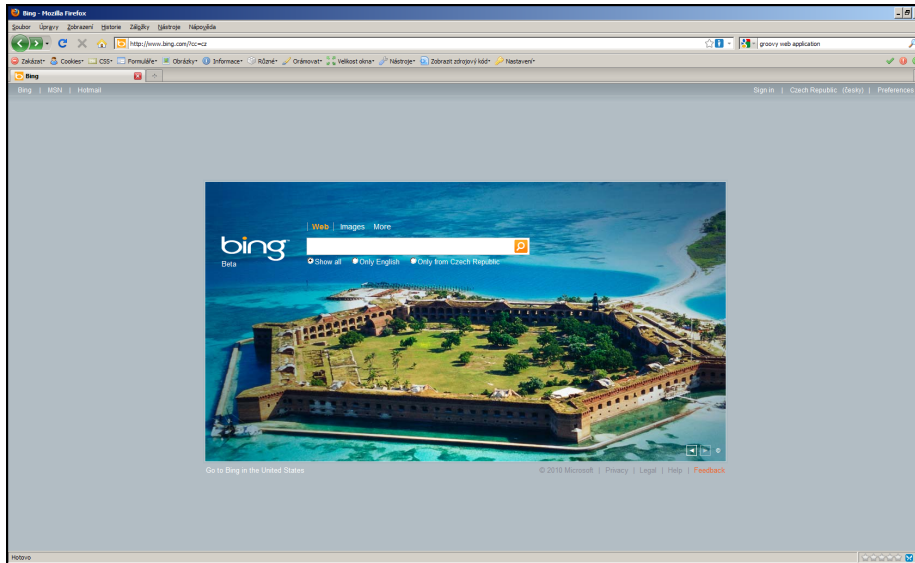 Bing - Mozilla Firefox
Soubor Úpravy Zobrazení Historie Záložky Nástroje Nápověda
http://www.bing.com/?cc=cz groovy web application
Zakázat Cookies CSS Formuláře Obrázky Informace Různé Orámovat Velikost okna Nástroje Zobrazit zdrojový kód Nastavení
Bing
Bing | MSN | Hotmail Sign in | Czech Republic (česky) | Preferences
Web | Images More
bing
Beta
Show all Only English Only from Czech Republic
Go to Bing in the United States © 2010 Microsoft | Privacy | Legal | Help | Feedback
Hotovo